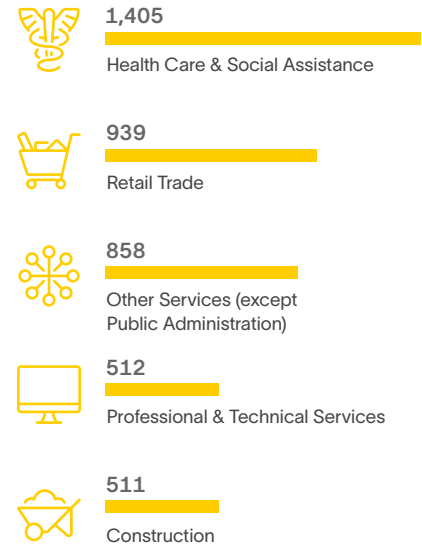 1,405
Health Care & Social Assistance
939
Retail Trade
858
Other Services (except
Public Administration)
512
Professional & Technical Services
511
Construction